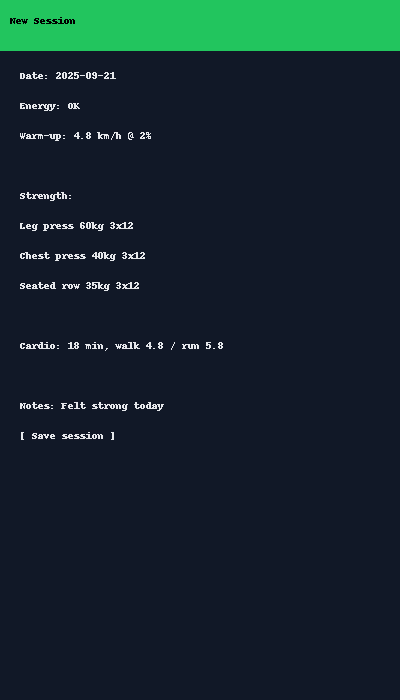 New Session
Date: 2025-09-21
Energy: OK
Warm-up: 4.8 km/h @ 2%
Strength:
Leg press 60kg 3x12
Chest press 40kg 3x12
Seated row 35kg 3x12
Cardio: 18 min, walk 4.8 / run 5.8
Notes: Felt strong today
[ Save session ]